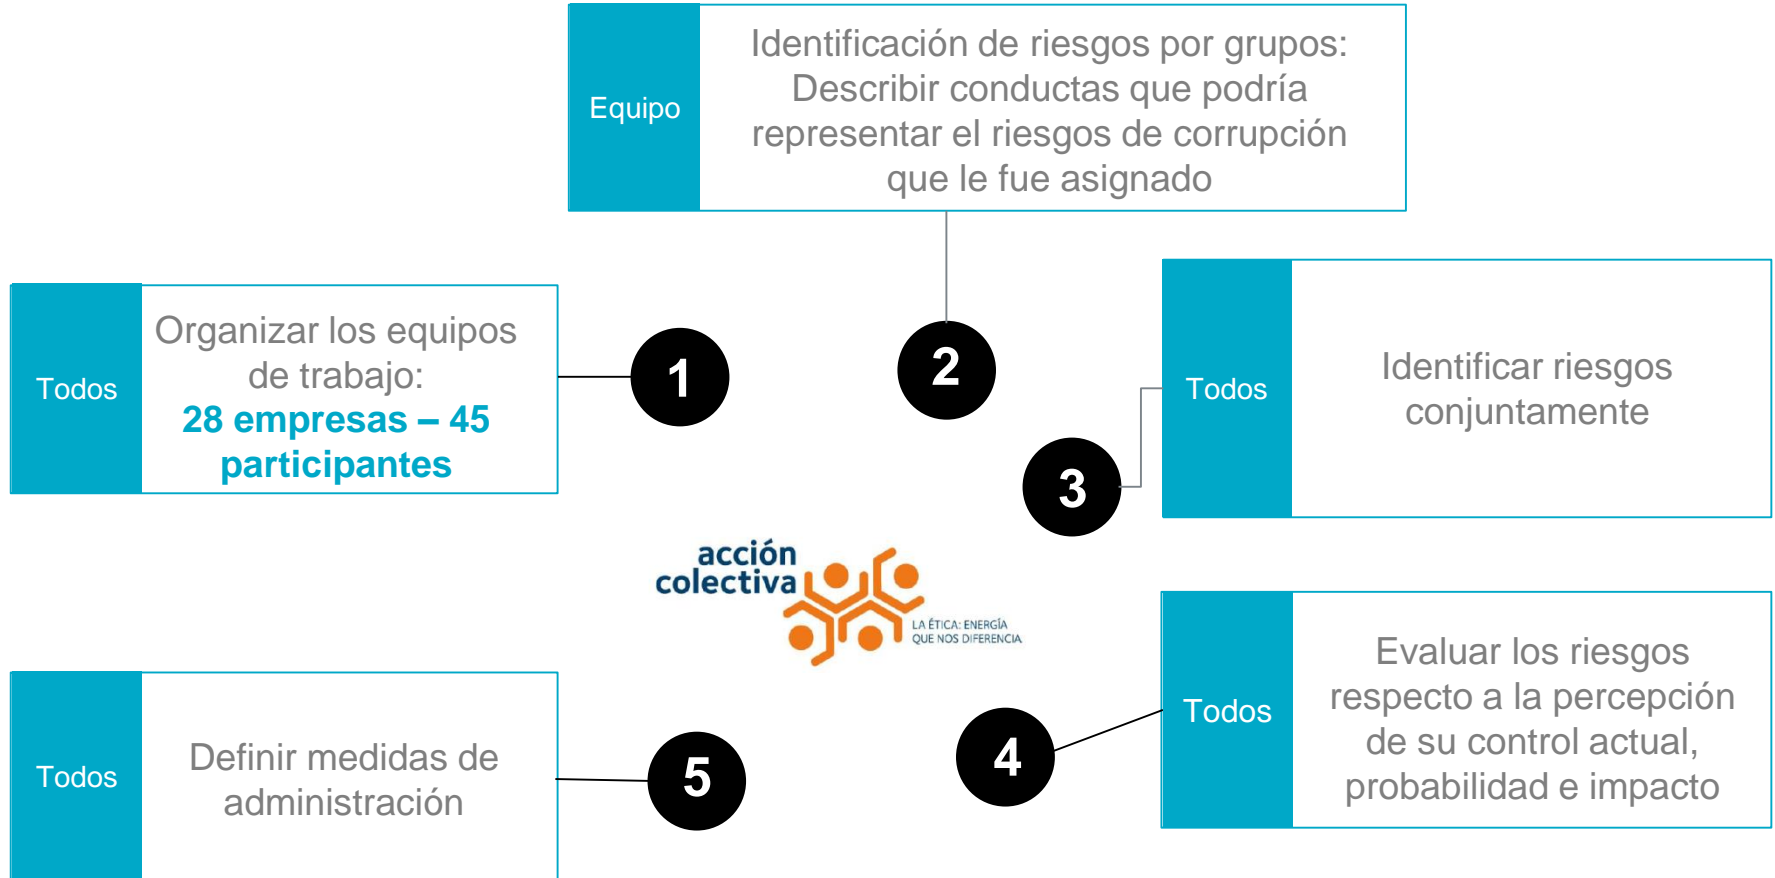 Equipo
Identificación de riesgos por grupos:
Describir conductas que podría
representar el riesgos de corrupción
que le fue asignado
Todos
Organizar los equipos
de trabajo:
28 empresas – 45
participantes
1
2
3
Todos
Identificar riesgos
conjuntamente
acción
colectiva
LA ÉTICA: ENERGÍA
QUE NOS DIFERENCIA
4
Todos
Evaluar los riesgos
respecto a la percepción
de su control actual,
probabilidad e impacto
Todos
Definir medidas de
administración
5